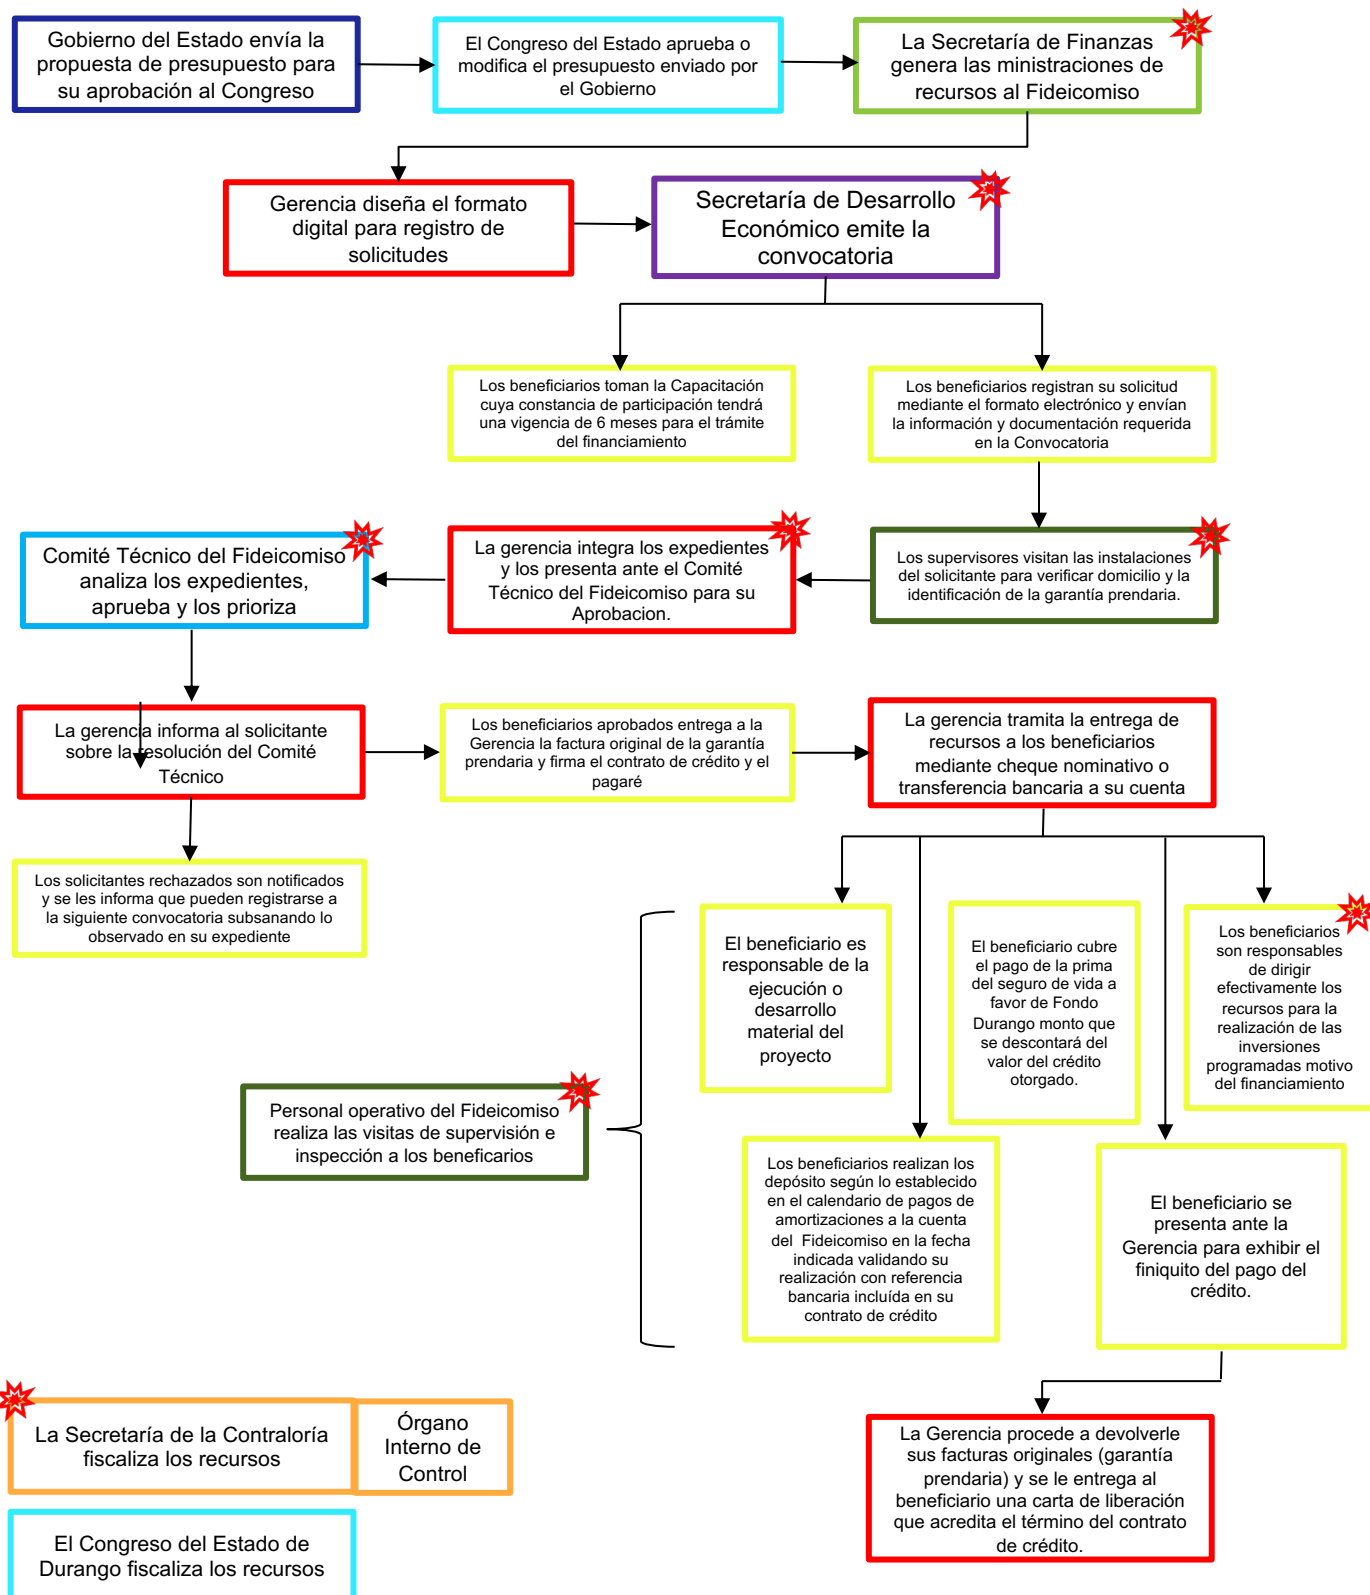 Gobierno del Estado envía la
propuesta de presupuesto para
su aprobación al Congreso
El Congreso del Estado aprueba o
modifica el presupuesto enviado por
el Gobierno
La Secretaría de Finanzas
genera las ministraciones de
recursos al Fideicomiso
Gerencia diseña el formato
digital para registro de
solicitudes
Secretaría de Desarrollo
Económico emite la
convocatoria
Los beneficiarios toman la Capacitación
cuya constancia de participación tendrá
una vigencia de 6 meses para el trámite
del financiamiento
Los beneficiarios registran su solicitud
mediante el formato electrónico y envían
la información y documentación requerida
en la Convocatoria
Comité Técnico del Fideicomiso
analiza los expedientes,
aprueba y los prioriza
La gerencia integra los expedientes
y los presenta ante el Comité
Técnico del Fideicomiso para su
Aprobacion.
Los supervisores visitan las instalaciones
del solicitante para verificar domicilio y la
identificación de la garantía prendaria.
La gerencia informa al solicitante
sobre la resolución del Comité
Técnico
Los beneficiarios aprobados entrega a la
Gerencia la factura original de la garantía
prendaria y firma el contrato de crédito y el
pagaré
La gerencia tramita la entrega de
recursos a los beneficiarios
mediante cheque nominativo o
transferencia bancaria a su cuenta
Los solicitantes rechazados son notificados
y se les informa que pueden registrarse a
la siguiente convocatoria subsanando lo
observado en su expediente
El beneficiario es
responsable de la
ejecución o
desarrollo
material del
proyecto
El beneficiario cubre
el pago de la prima
del seguro de vida a
favor de Fondo
Durango monto que
se descontará del
valor del crédito
otorgado.
Los beneficiarios
son responsables
de dirigir
efectivamente los
recursos para la
realización de las
inversiones
programadas motivo
del financiamiento
Personal operativo del Fideicomiso
realiza las visitas de supervisión e
inspección a los beneficarios
Los beneficiarios realizan los
depósito según lo establecido
en el calendario de pagos de
amortizaciones a la cuenta
del Fideicomiso en la fecha
indicada validando su
realización con referencia
bancaria incluída en su
contrato de crédito
El beneficiario se
presenta ante la
Gerencia para exhibir el
finiquito del pago del
crédito.
La Secretaría de la Contraloría
fiscaliza los recursos
Órgano
Interno de
Control
La Gerencia procede a devolverle
sus facturas originales (garantía
prendaria) y se le entrega al
beneficiario una carta de liberación
que acredita el término del contrato
de crédito.
El Congreso del Estado de
Durango fiscaliza los recursos